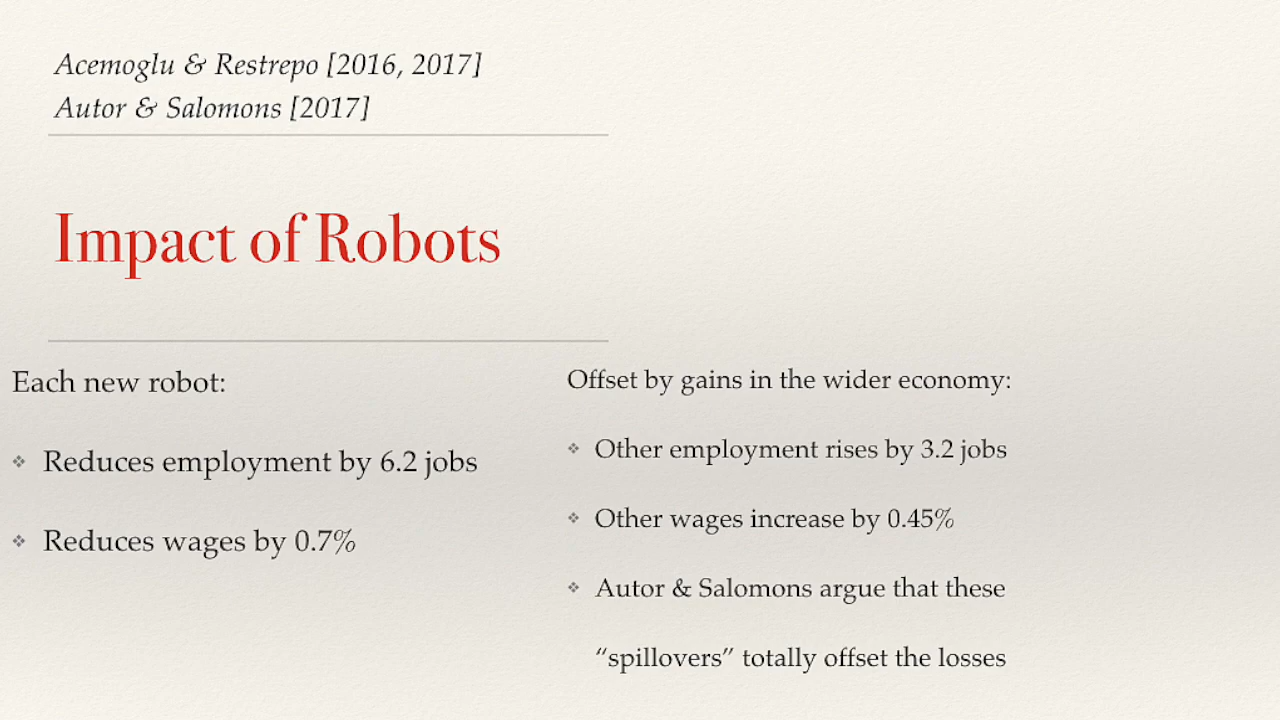 Acemoglu & Restrepo [2016, 2017]
Autor & Salomons [2017]
Impact of Robots
Each new robot:
❖ Reduces employment by 6.2 jobs
❖ Reduces wages by 0.7%
Offset by gains in the wider economy:
❖ Other employment rises by 3.2 jobs
❖ Other wages increase by 0.45%
❖ Autor & Salomons argue that these
“spillovers” totally offset the losses